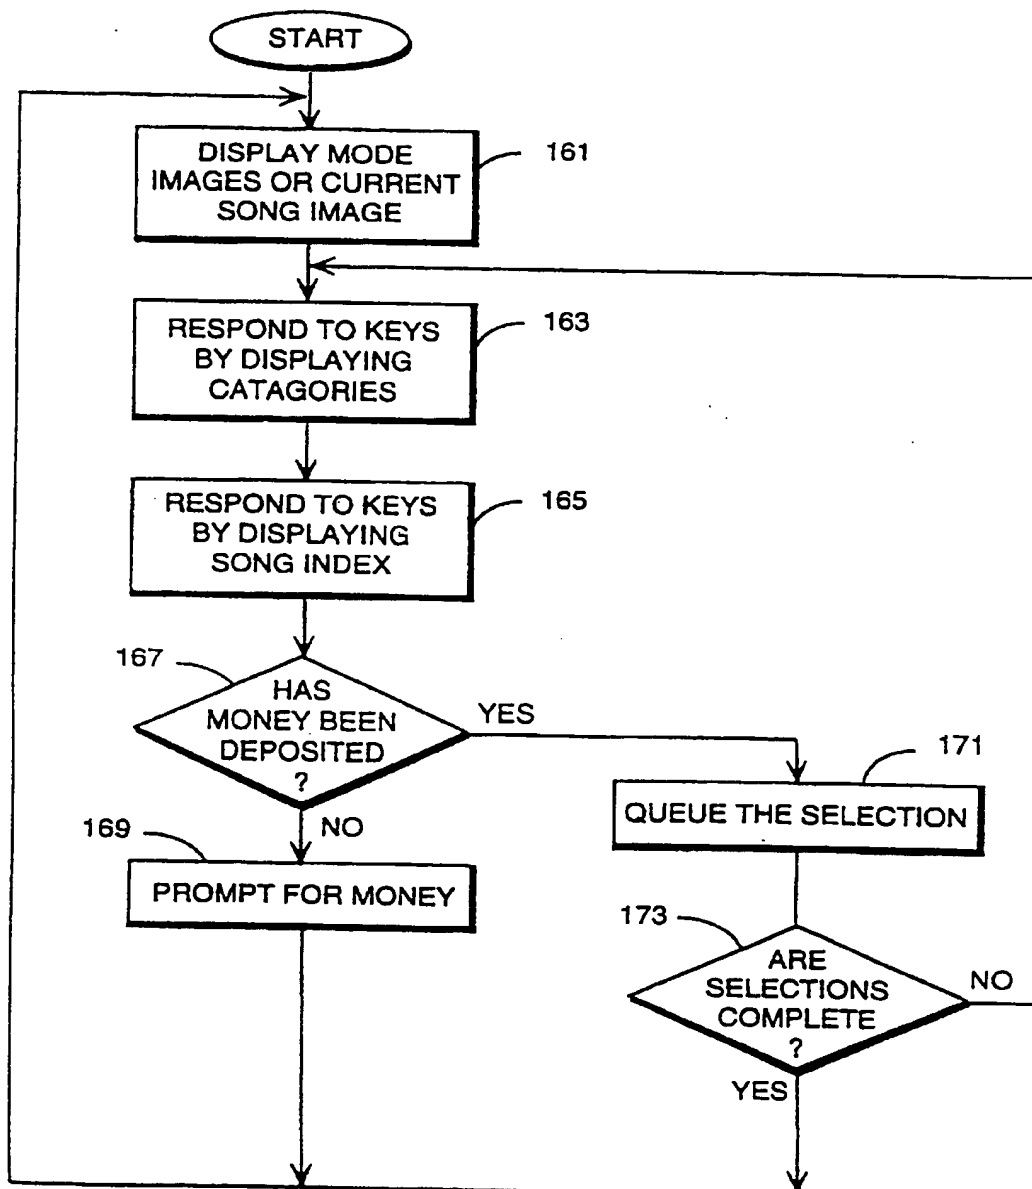 START
DISPLAY MODE
IMAGES OR CURRENT
SONG IMAGE
161
RESPOND TO KEYS
BY DISPLAYING
CATAGORIES
163
RESPOND TO KEYS
BY DISPLAYING
SONG INDEX
165
167
HAS
MONEY BEEN
DEPOSITED
?
YES
NO
169
PROMPT FOR MONEY
171
QUEUE THE SELECTION
173
ARE
SELECTIONS
COMPLETE
?
NO
YES